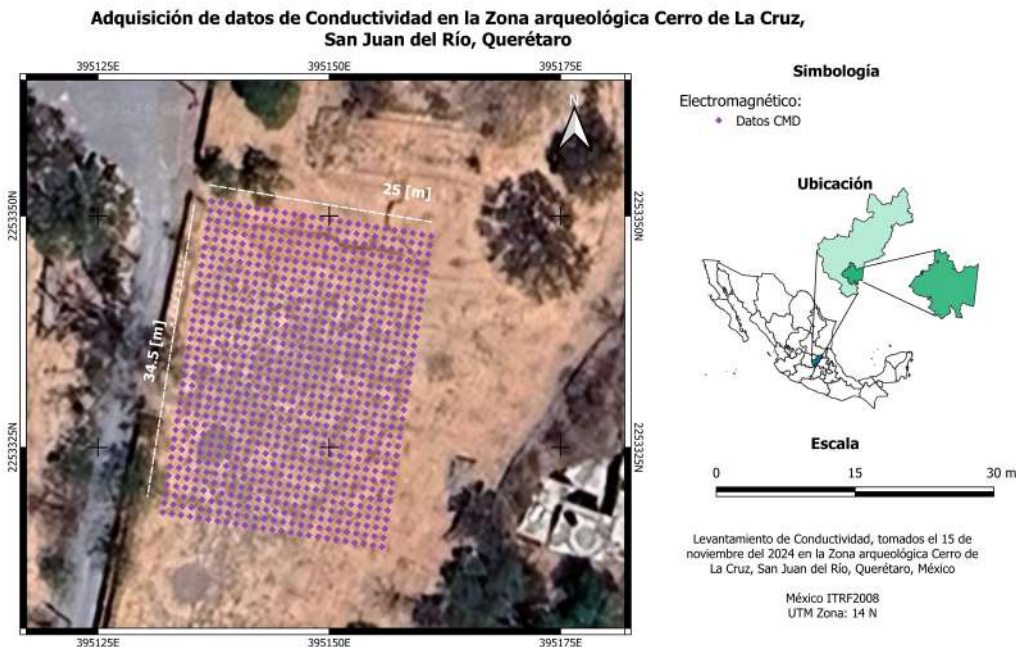 Adquisición de datos de Conductividad en la Zona arqueológica Cerro de La Cruz,
San Juan del Río, Querétaro
395125E
395150E
395175E
Simbología
Electromagnético:
Datos CMD
N
25 [m]
2253350N
2253350N
Ubicación
34.5 [m]
2253325N
2253325N
Escala
0
15
30 m
Levantamiento de Conductividad, tomados el 15 de
noviembre del 2024 en la Zona arqueológica Cerro de
La Cruz, San Juan del Río, Querétaro, México
México ITRF2008
UTM Zona: 14 N
395125E
395150E
395175E